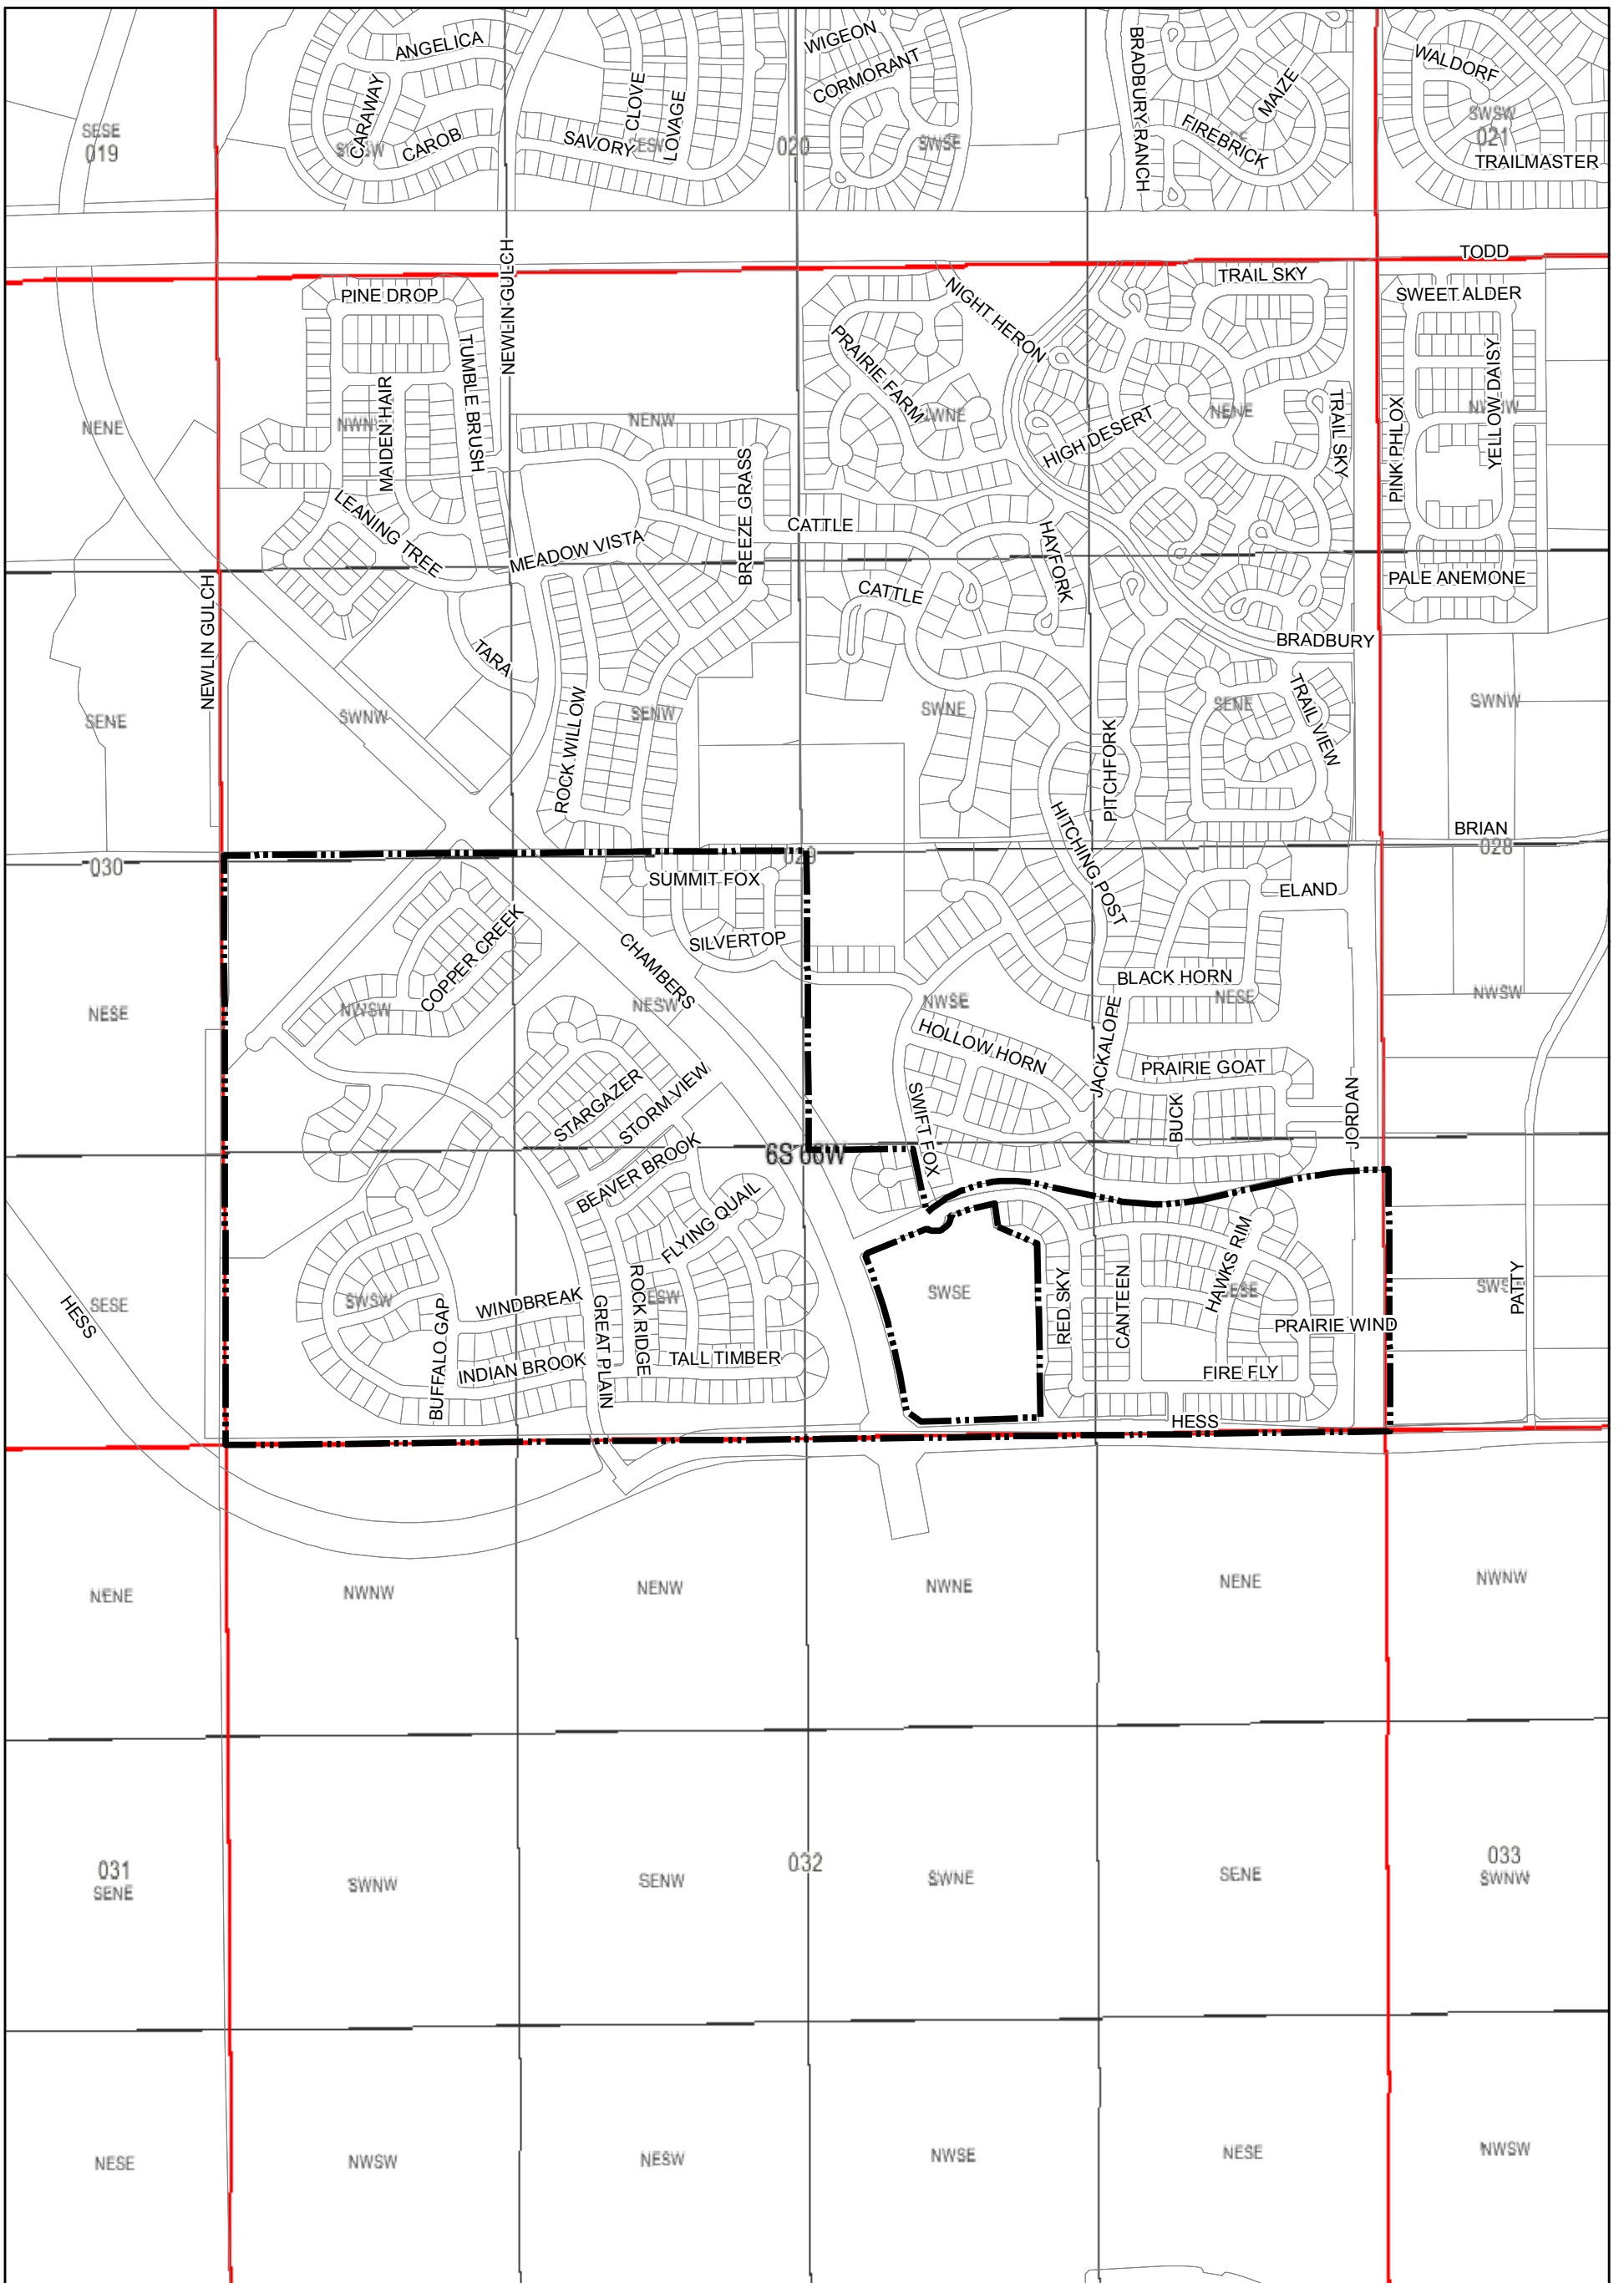 ANGELICA
WIGEON
CORMORANT
BRADBURY RANCH
WALDORF
CARAWAY
CAROB
CLOVE
LOVAGE
SAVORY
MAIZE
FIREBRICK
SESE
019
020
SWSE
SWSW
021
TRAILMASTER
TODD
NEWLIN GULCH
PINE DROP
TUMBLE BRUSH
MAIDEN HAIR
NIGHT HERON
TRAIL SKY
SWEET ALDER
PRAIRIE FARM
YELLOW DAISY
PINK PHLOX
TRAIL SKY
HIGH DESERT
NENE
NENW
NENE
LEANING TREE
MEADOW VISTA
BREEZE GRASS
CATTLE
HAYFORK
CATTLE
PALE ANEMONE
NEWLIN GULCH
TARA
BRADBURY
SENE
SWNW
ROCK WILLOW
SENW
SWNE
SENE
TRAIL VIEW
SWNW
PITCHFORK
HITCHING POST
BRIAN
030
029
028
SUMMIT FOX
ELAND
COPPER CREEK
CHAMBERS
SILVERTOP
BLACK HORN
NESE
NWSW
NESW
NWSE
NESE
NWSW
HOLLOW HORN
JACKALOPE
PRAIRIE GOAT
STARGAZER
STORM VIEW
SWIFT FOX
BUCK
JORDAN
BEAVER BROOK
6S 66W
FLYING QUAIL
HAWKS RIM
HESS
SESE
SWSW
BUFFALO GAP
WINDBREAK
GREAT PLAIN
ROCK RIDGE
SWSE
RED SKY
CANTEEN
PRAIRIE WIND
PATTY
INDIAN BROOK
TALL TIMBER
FIRE FLY
HESS
NENE
NWNW
NENW
NWNE
NENE
NWNW
031
SENE
SWNW
SENW
032
SWNE
SENE
033
SWNW
NESE
NWSW
NESW
NWSE
NESE
NWSW